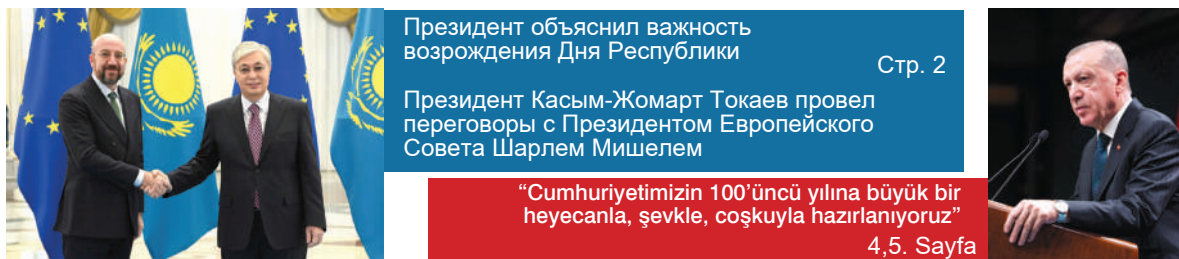 Президент объяснил важность
возрождения Дня Республики
Стр. 2
Президент Касым-Жомарт Токаев провел
переговоры с Президентом Европейского
Совета Шарлем Мишелем
“Cumhuriyetimizin 100’üncü yılına büyük bir
heyecanla, şevkle, coşkuyla hazırlanıyoruz”
4,5. Sayfa